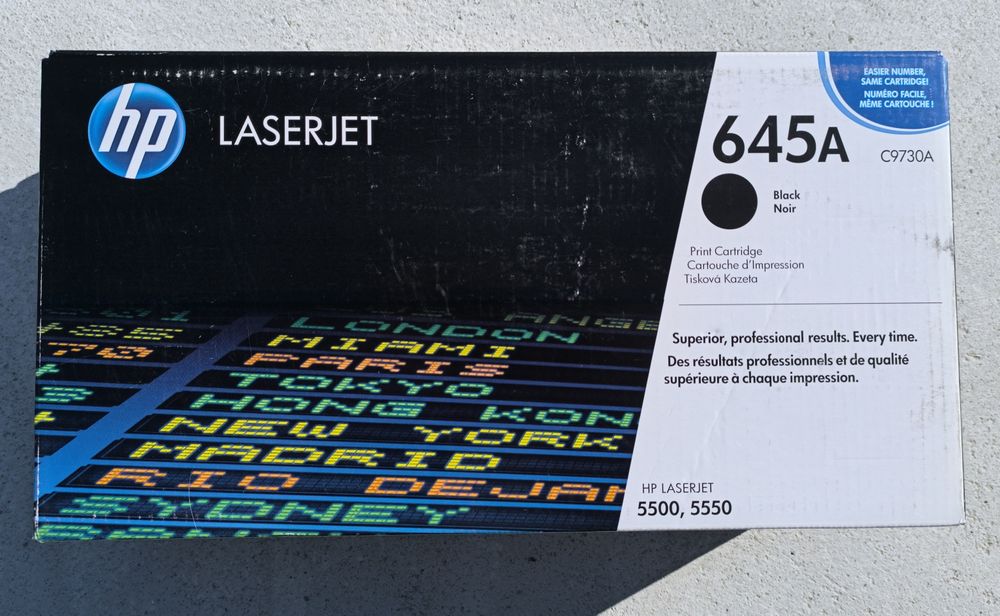 EASIER NUMBER,
SAME CARTRIDGE!
NUMÉRO FACILE,
MÊME CARTOUCHE !
hp
LASERJET
645A
C9730A
Black
Noir
Print Cartridge
Cartouche d'Impression
Tisková Kazeta
Superior, professional results. Every time.
Des résultats professionnels et de qualité
supérieure à chaque impression.
LONDON
MIAMI
PARIS
TOKYO
HONG KON
NEW YORK
MADRID
RIO DEJAN
SYDNEY
HP LASERJET
5500, 5550